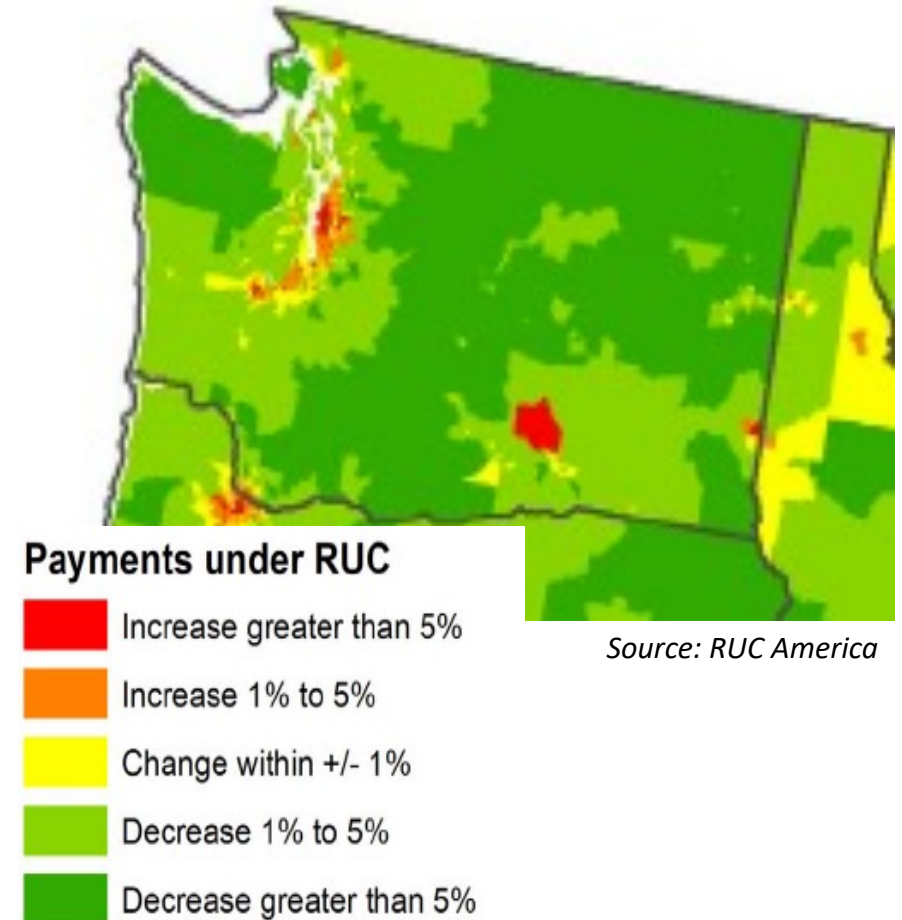 Payments under RUC
Increase greater than 5%
Source: RUC America
Increase 1% to 5%
Change within +/- 1%
Decrease 1% to 5%
Decrease greater than 5%